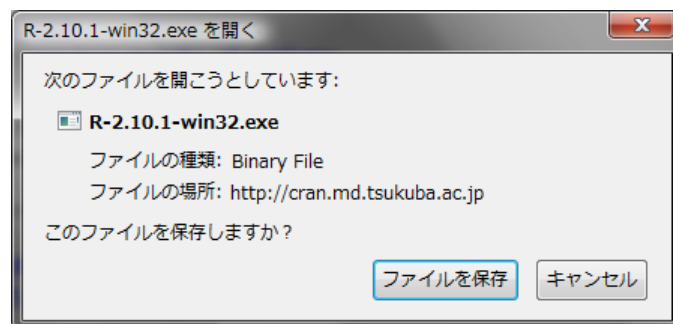 R-2.10.1-win32.exe を開く
次のファイルを開こうとしています:
R-2.10.1-win32.exe
ファイルの種類: Binary File
ファイルの場所: http://cran.md.tsukuba.ac.jp
このファイルを保存しますか？
ファイルを保存 キャンセル